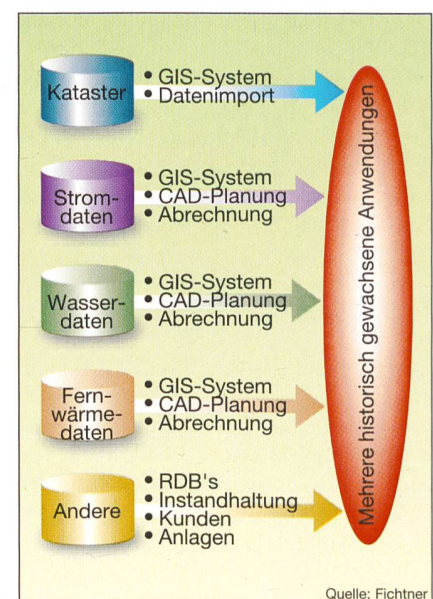 Kataster
• GIS-System
• Datenimport
Strom-
daten
• GIS-System
• CAD-Planung
• Abrechnung
Wasser-
daten
• GIS-System
• CAD-Planung
• Abrechnung
Fern-
wärme-
daten
• GIS-System
• CAD-Planung
• Abrechnung
Andere
• RDB's
• Instandhaltung
• Kunden
• Anlagen
Mehrere historisch gewachsene Anwendungen
Quelle: Fichtner